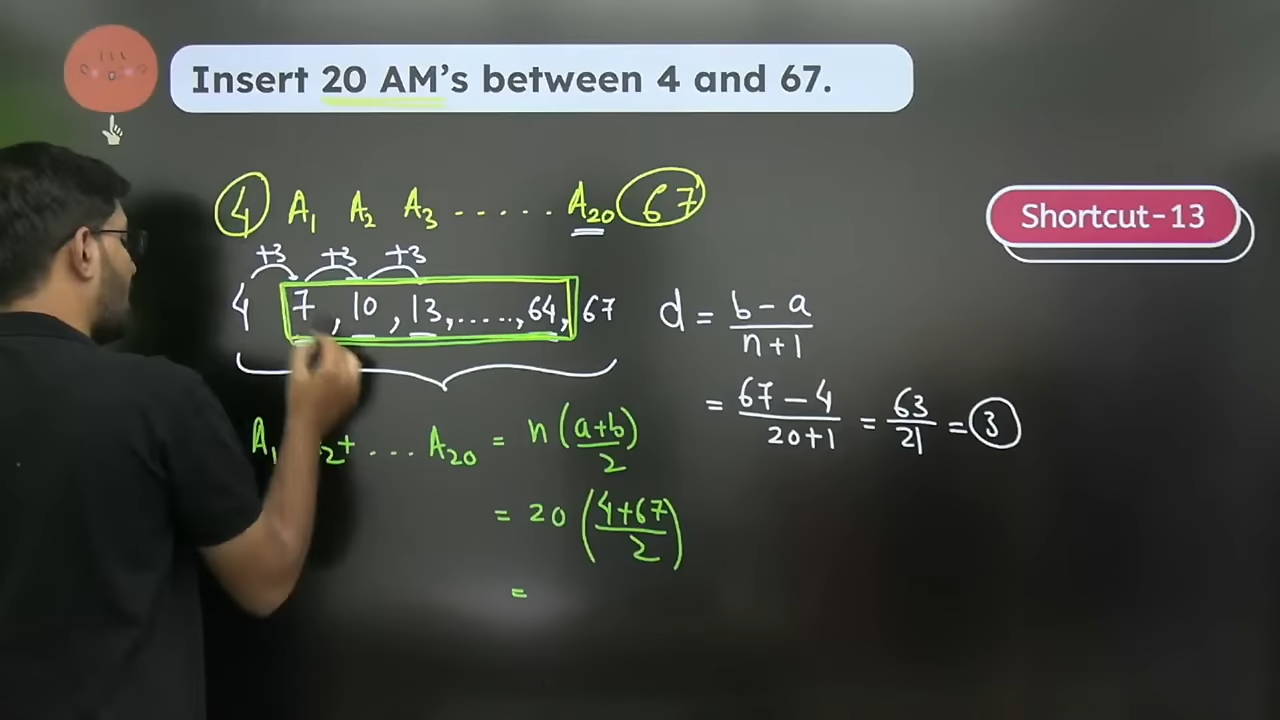 Insert 20 AM's between 4 and 67.
4 A₁ A₂ A₃ ...... A₂₀ 67
Shortcut-13
+3 +3 +3
4 7, 10, 13, ....., 64, 67
d = (b - a)/(n + 1)
= (67 - 4)/(20+1) = 63/21 = 3
A₁ ₂+ ... A₂₀ = n((a+b)/2)
= 20((4+67)/2)
=